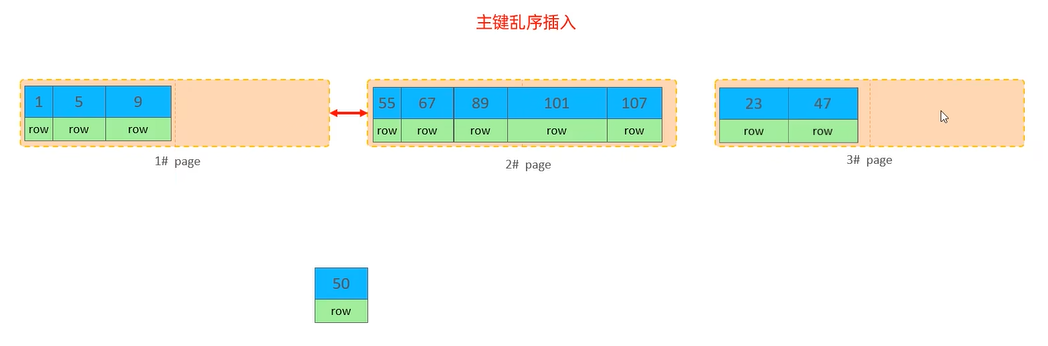 主键乱序插入
1 5 9
row row row
1# page
55 67 89 101 107
row row row row row
2# page
23 47
row row
3# page
50
row